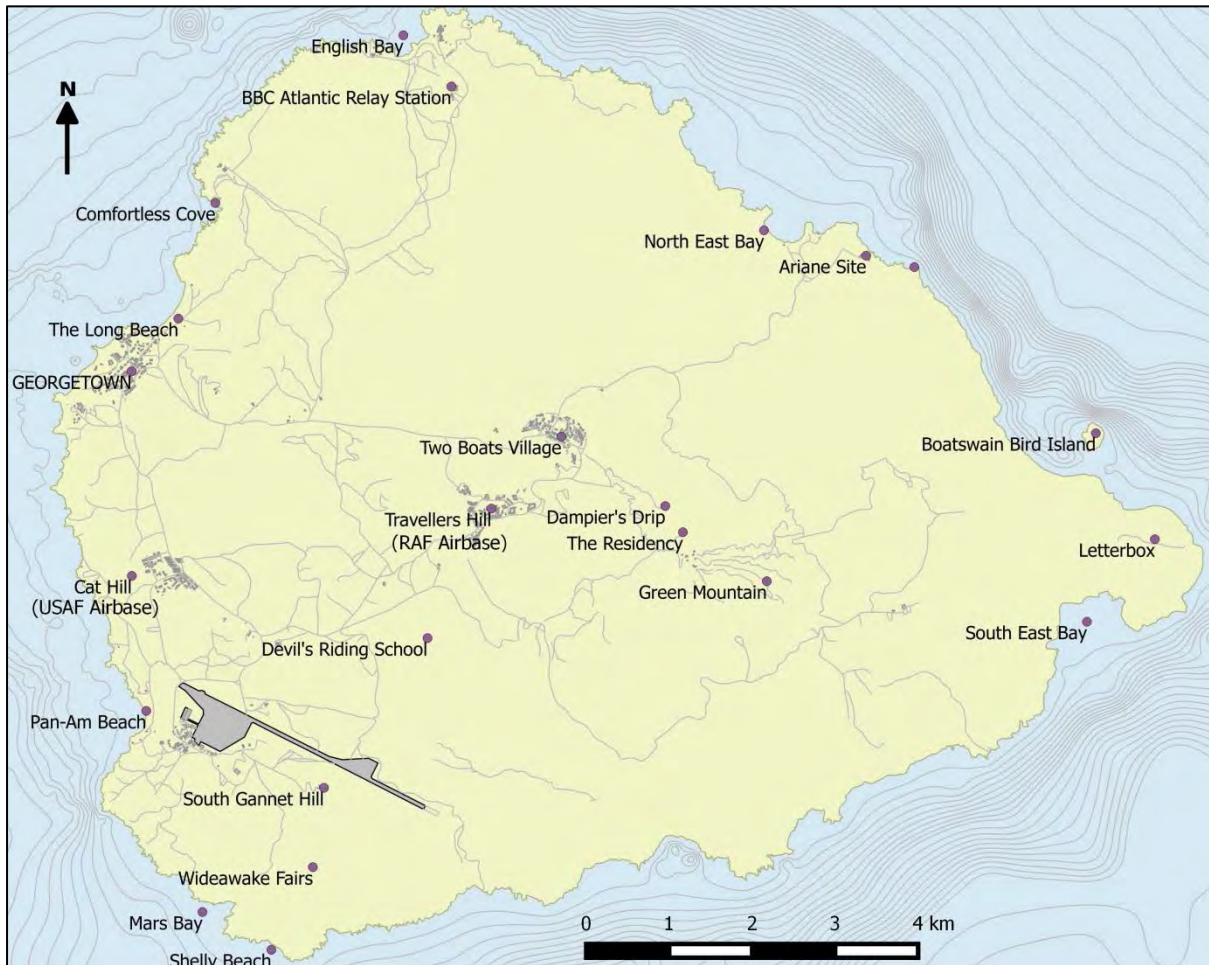 English Bay
BBC Atlantic Relay Station
N
Comfortless Cove
North East Bay
Ariane Site
The Long Beach
GEORGETOWN
Two Boats Village
Boatswain Bird Island
Travellers Hill
(RAF Airbase)
Dampier's Drip
The Residency
Letterbox
Cat Hill
(USAF Airbase)
Green Mountain
South East Bay
Devil's Riding School
Pan-Am Beach
South Gannet Hill
Wideawake Fairs
Mars Bay
Shelly Beach
0 1 2 3 4 km